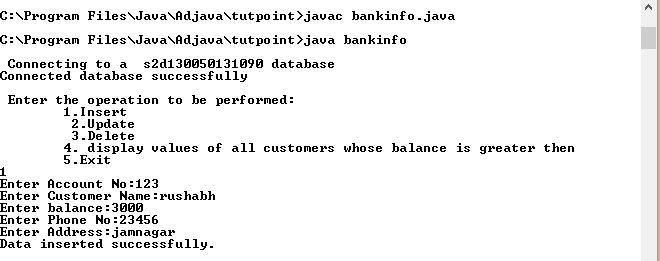 C:\Program Files\Java\Adjava\tutpoint>javac bankinfo.java
C:\Program Files\Java\Adjava\tutpoint>java bankinfo
Connecting to a  s2d130050131090 database
Connected database successfully
Enter the operation to be performed:
1.Insert
2.Update
3.Delete
4. display values of all customers whose balance is greater then
5.Exit
1
Enter Account No:123
Enter Customer Name:rushabh
Enter balance:3000
Enter Phone No:23456
Enter Address:jamnagar
Data inserted successfully.